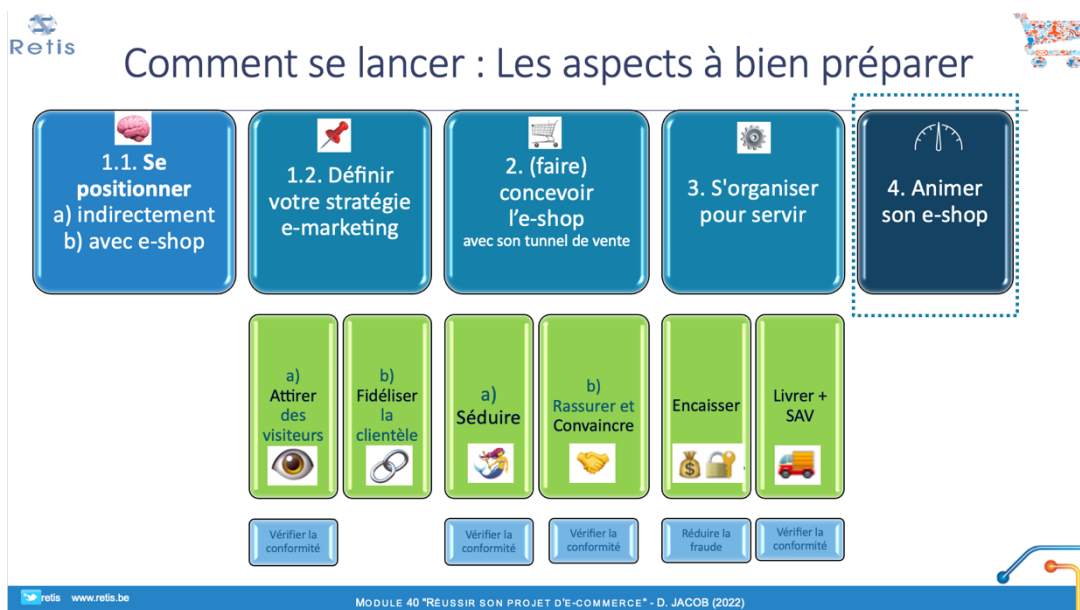 Retis
Comment se lancer : Les aspects à bien préparer
1.1. Se
positionner
a) indirectement
b) avec e-shop
1.2. Définir
votre stratégie
e-marketing
2. (faire)
concevoir
l'e-shop
avec son tunnel de vente
3. S'organiser
pour servir
4. Animer
son e-shop
a)
Attirer
des
visiteurs
b)
Fidéliser
la
clientèle
a)
Séduire
b)
Rassurer et
Convaincre
Encaisser
Livrer +
SAV
Vérifier la
conformité
Vérifier la
conformité
Vérifier la
conformité
Réduire la
fraude
Vérifier la
conformité
retis www.retis.be
MODULE 40 "RÉUSSIR SON PROJET D'E-COMMERCE" - D. JACOB (2022)